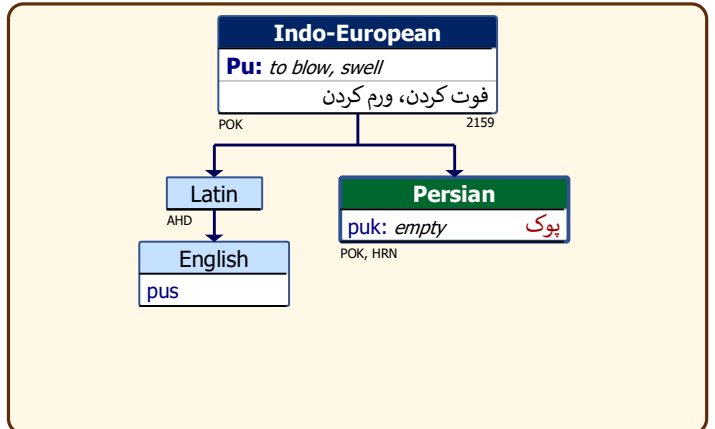 Indo-European
Pu: to blow, swell
فوت کردن، ورم کردن
POK 2159
Latin
AHD
English
pus
Persian
puk: empty پوک
POK, HRN